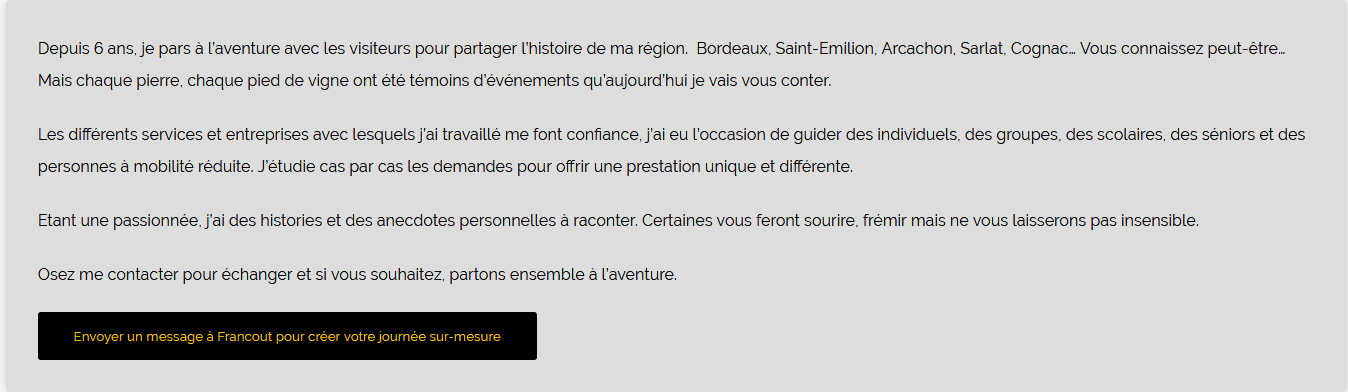 Depuis 6 ans, je pars à l'aventure avec les visiteurs pour partager l'histoire de ma région.  Bordeaux, Saint-Emilion, Arcachon, Sarlat, Cognac… Vous connaissez peut-être…
Mais chaque pierre, chaque pied de vigne ont été témoins d'événements qu'aujourd'hui je vais vous conter.
Les différents services et entreprises avec lesquels j'ai travaillé me font confiance, j'ai eu l'occasion de guider des individuels, des groupes, des scolaires, des séniors et des
personnes à mobilité réduite. J'étudie cas par cas les demandes pour offrir une prestation unique et différente.
Etant une passionnée, j'ai des histories et des anecdotes personnelles à raconter. Certaines vous feront sourire, frémir mais ne vous laisserons pas insensible.
Osez me contacter pour échanger et si vous souhaitez, partons ensemble à l'aventure.
Envoyer un message à Francout pour créer votre journée sur-mesure